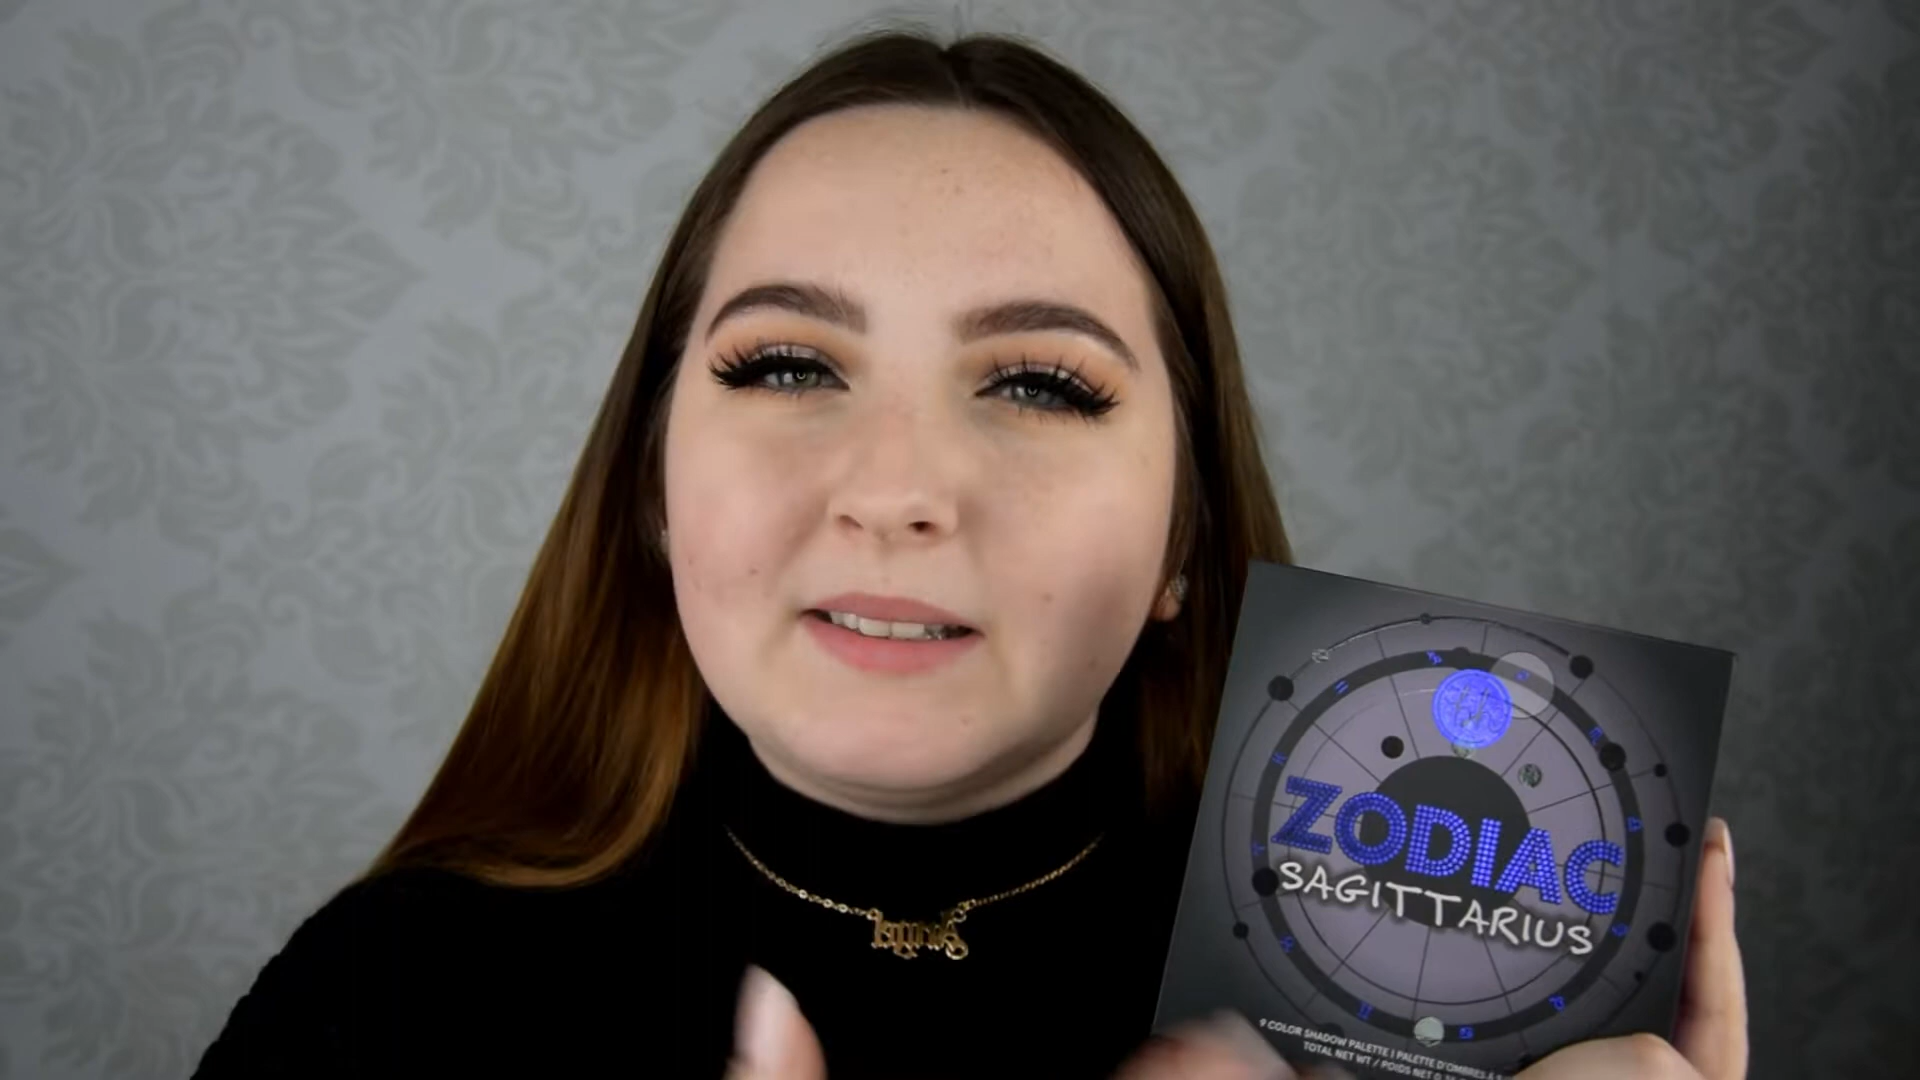 ZODIAC
SAGITTARIUS
9 COLOR SHADOW PALETTE | PALETTE D'OMBRES À
TOTAL NET WT / POIDS NET